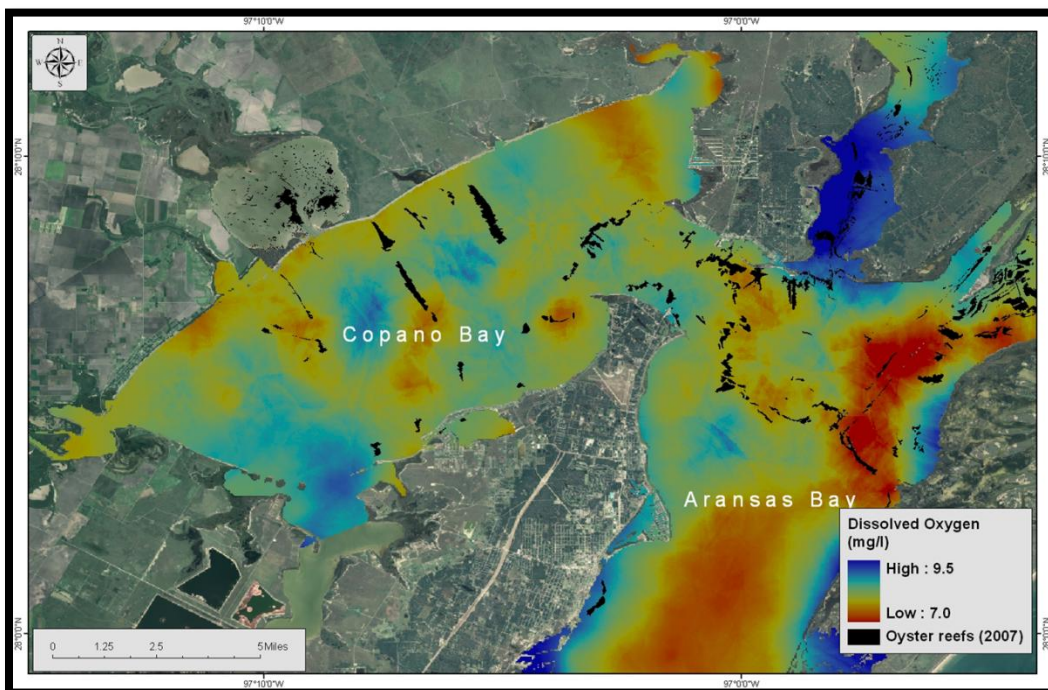 97°10'0"W
97°0'0"W
N
W E
S
28°10'0"N
28°10'0"N
Copano Bay
Aransas Bay
Dissolved Oxygen
(mg/l)
High : 9.5
Low : 7.0
Oyster reefs (2007)
28°0'0"N
28°0'0"N
0 1.25 2.5 5 Miles
97°10'0"W
97°0'0"W